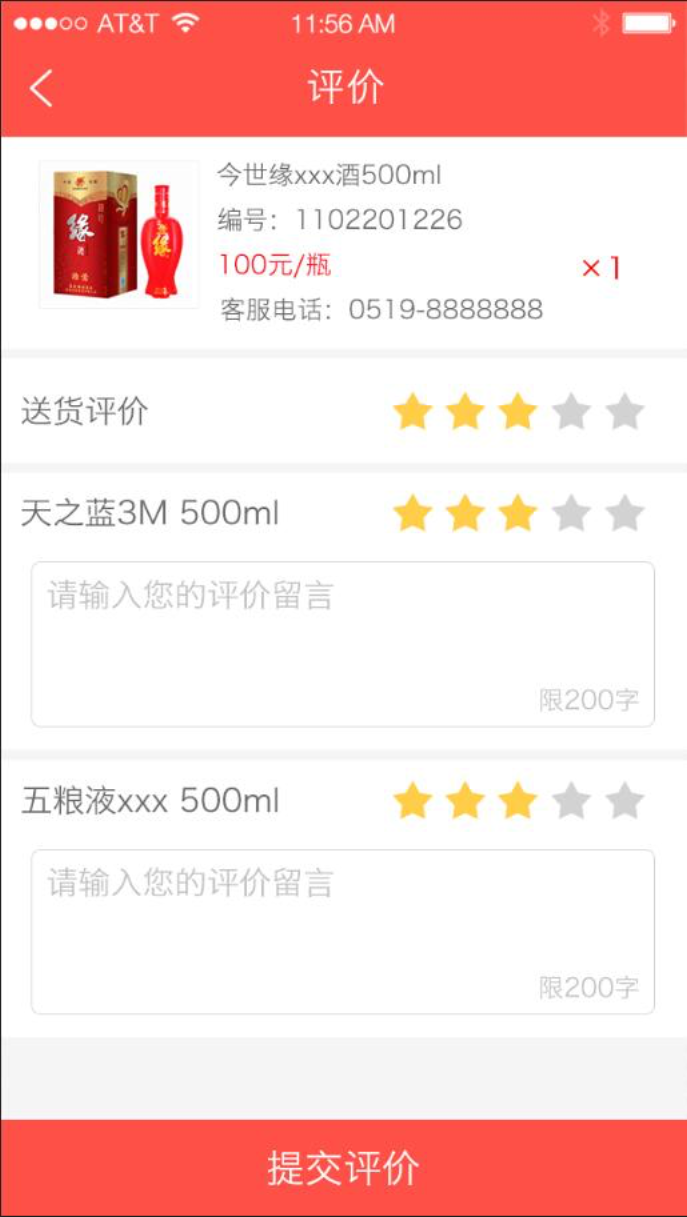 AT&T
11:56 AM
评价
今世缘xxx酒500ml
编号：1102201226
100元/瓶
×1
客服电话：0519-8888888
缘
酒
缘
送货评价
天之蓝3M 500ml
请输入您的评价留言
限200字
五粮液xxx 500ml
请输入您的评价留言
限200字
提交评价